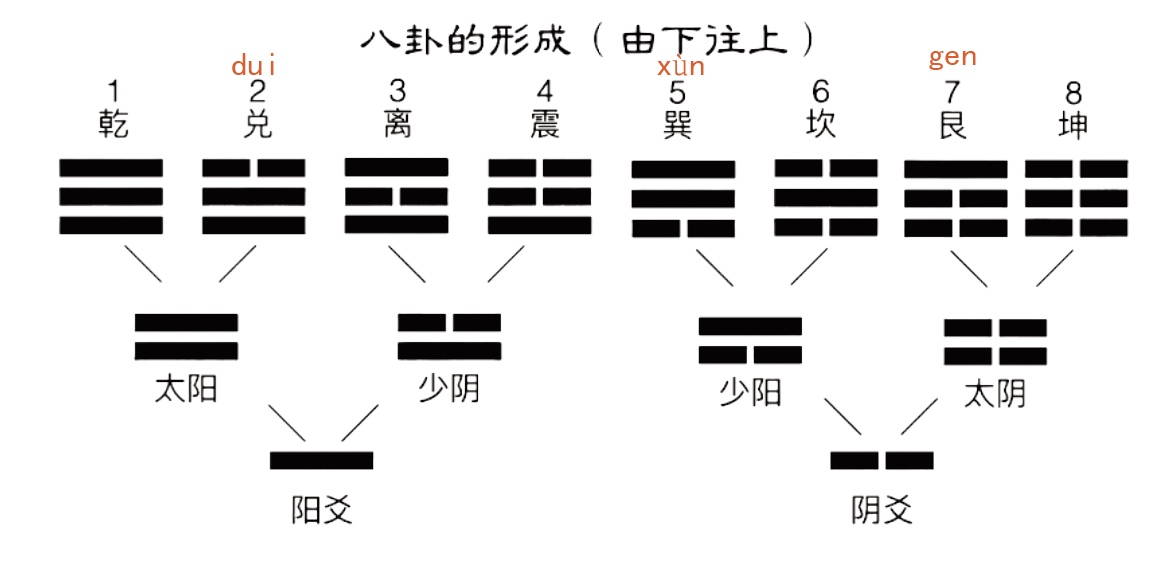 八卦的形成（由下往上）
dui xùn gen
1 2 3 4 5 6 7 8
乾 兑 离 震 巽 坎 艮 坤
太阳 少阴 少阳 太阴
阳爻 阴爻